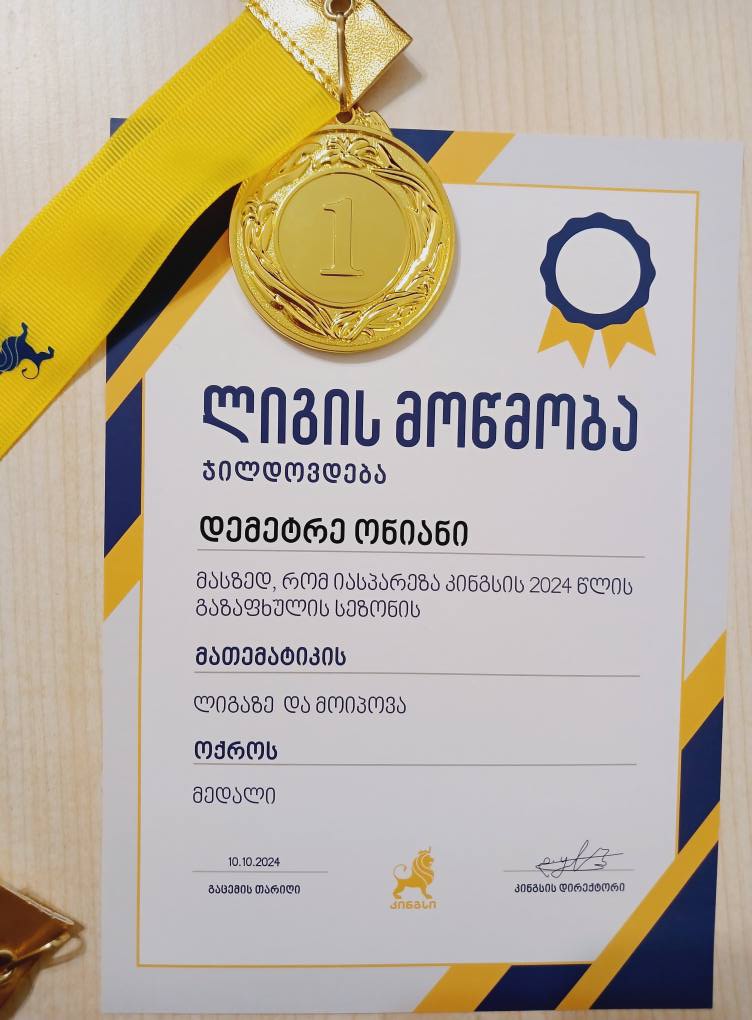 1
ლიგის მოწმობა
ჯილდოვდება
დემეტრე ონიანი
მასზედ, რომ იასპარეზა კინგსის 2024 წლის
გაზაფხულის სეზონის
მათემატიკის
ლიგაზე და მოიპოვა
ოქროს
მედალი
10.10.2024
გაცემის თარიღი
კინგსი
კინგსის დირექტორი